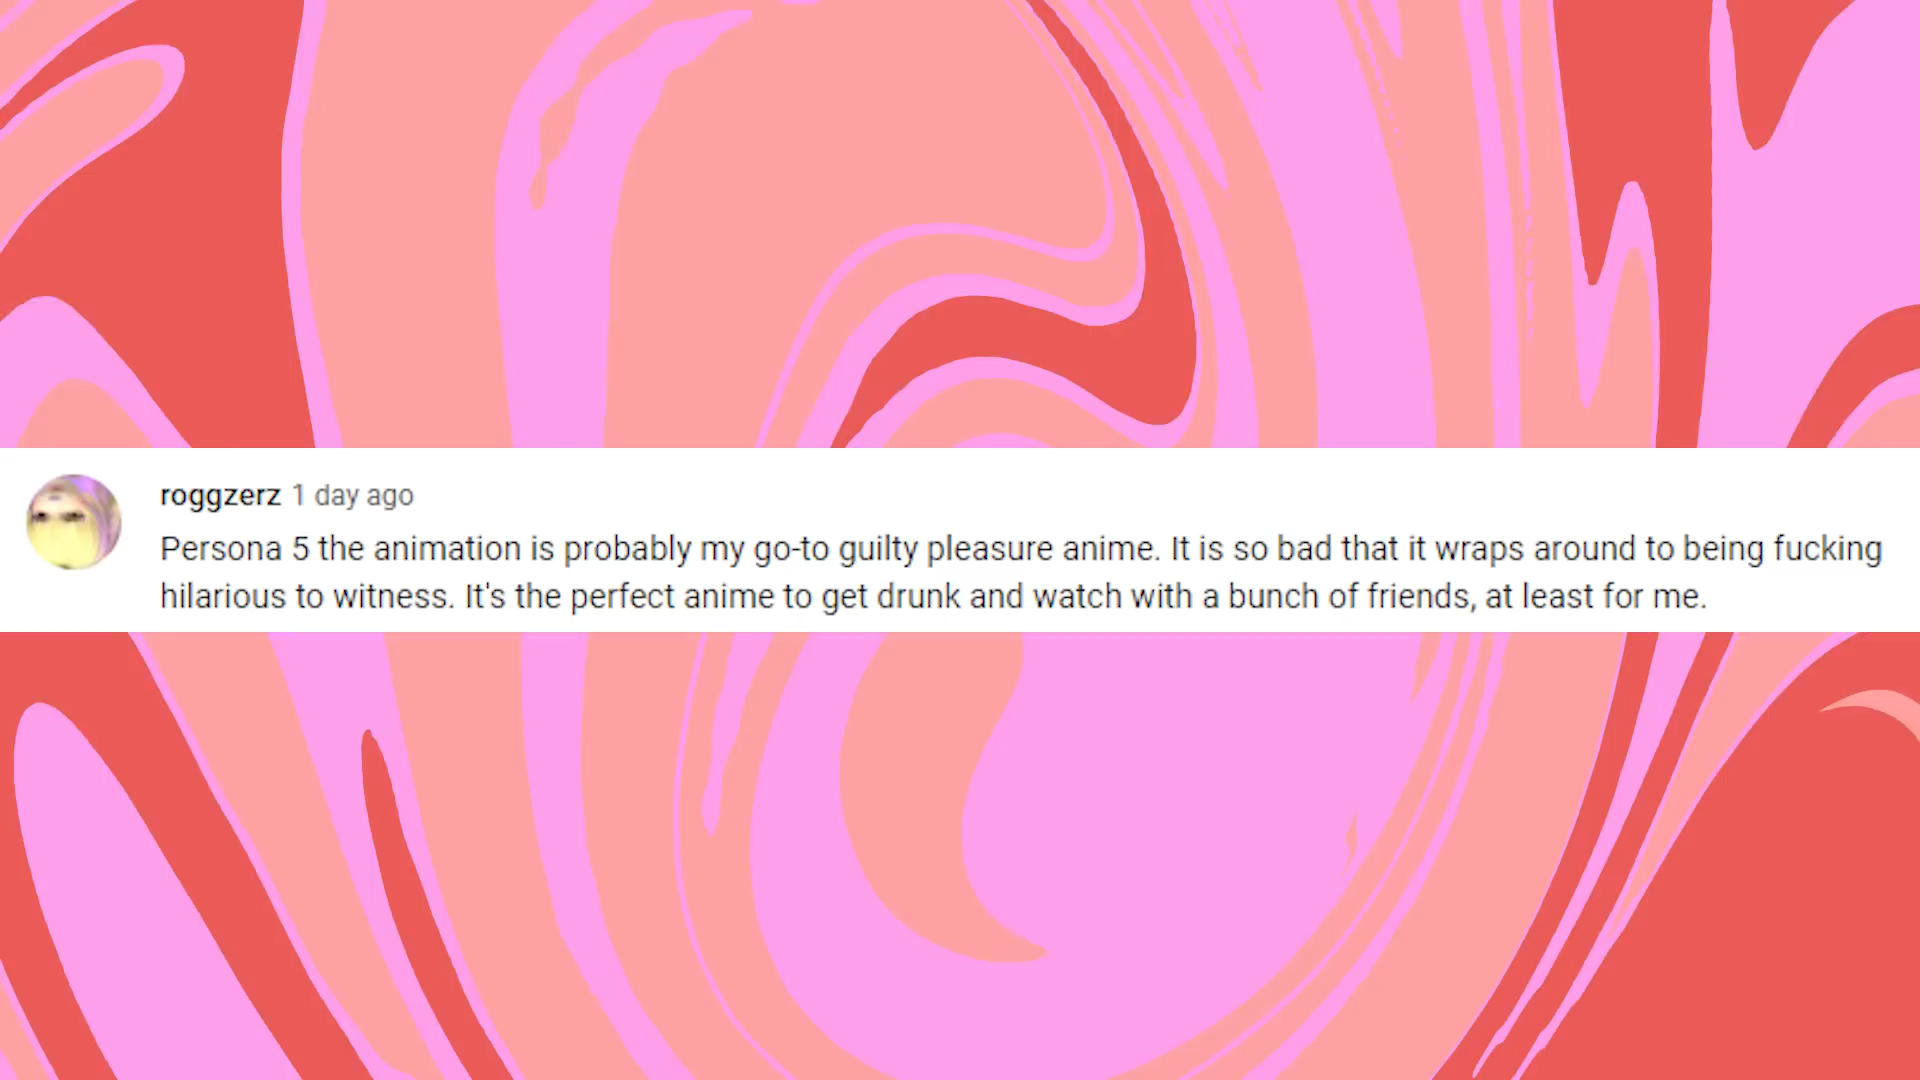 roggzerz 1 day ago
Persona 5 the animation is probably my go-to guilty pleasure anime. It is so bad that it wraps around to being fucking
hilarious to witness. It's the perfect anime to get drunk and watch with a bunch of friends, at least for me.